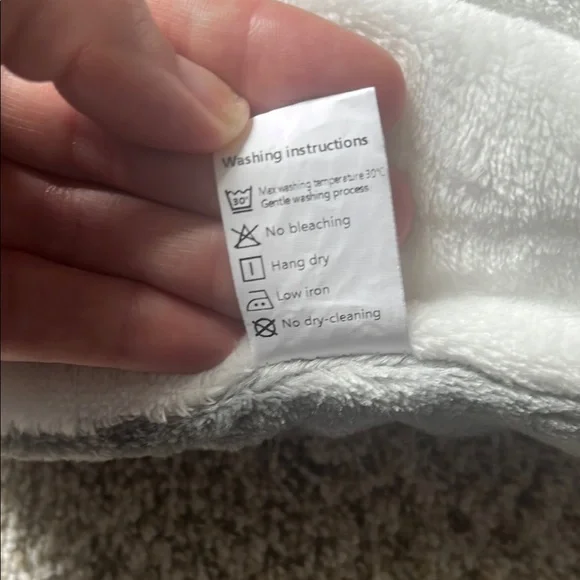 Washing instructions
30°
Max washing temperature 30°C
Gentle washing process
No bleaching
Hang dry
Low iron
No dry-cleaning